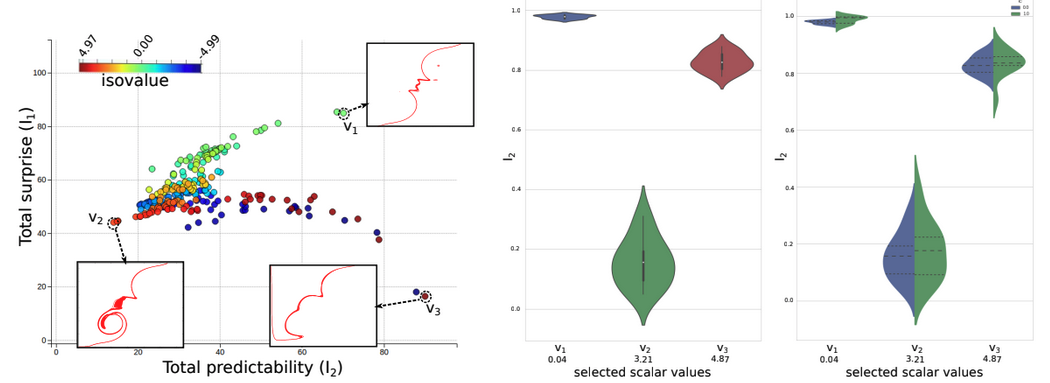 4.97 0.00 -4.99
isovalue
100
80
60
40
20
0
Total surprise (I1)
V1
V2
V3
0 20 40 60 80
Total predictability (I2)
1.0
0.8
0.6
0.4
0.2
0.0
I2
V1 V2 V3
0.04 3.21 4.87
selected scalar values
1.0
0.8
0.6
0.4
0.2
0.0
I2
0.0
1.0
V1 V2 V3
0.04 3.21 4.87
selected scalar values